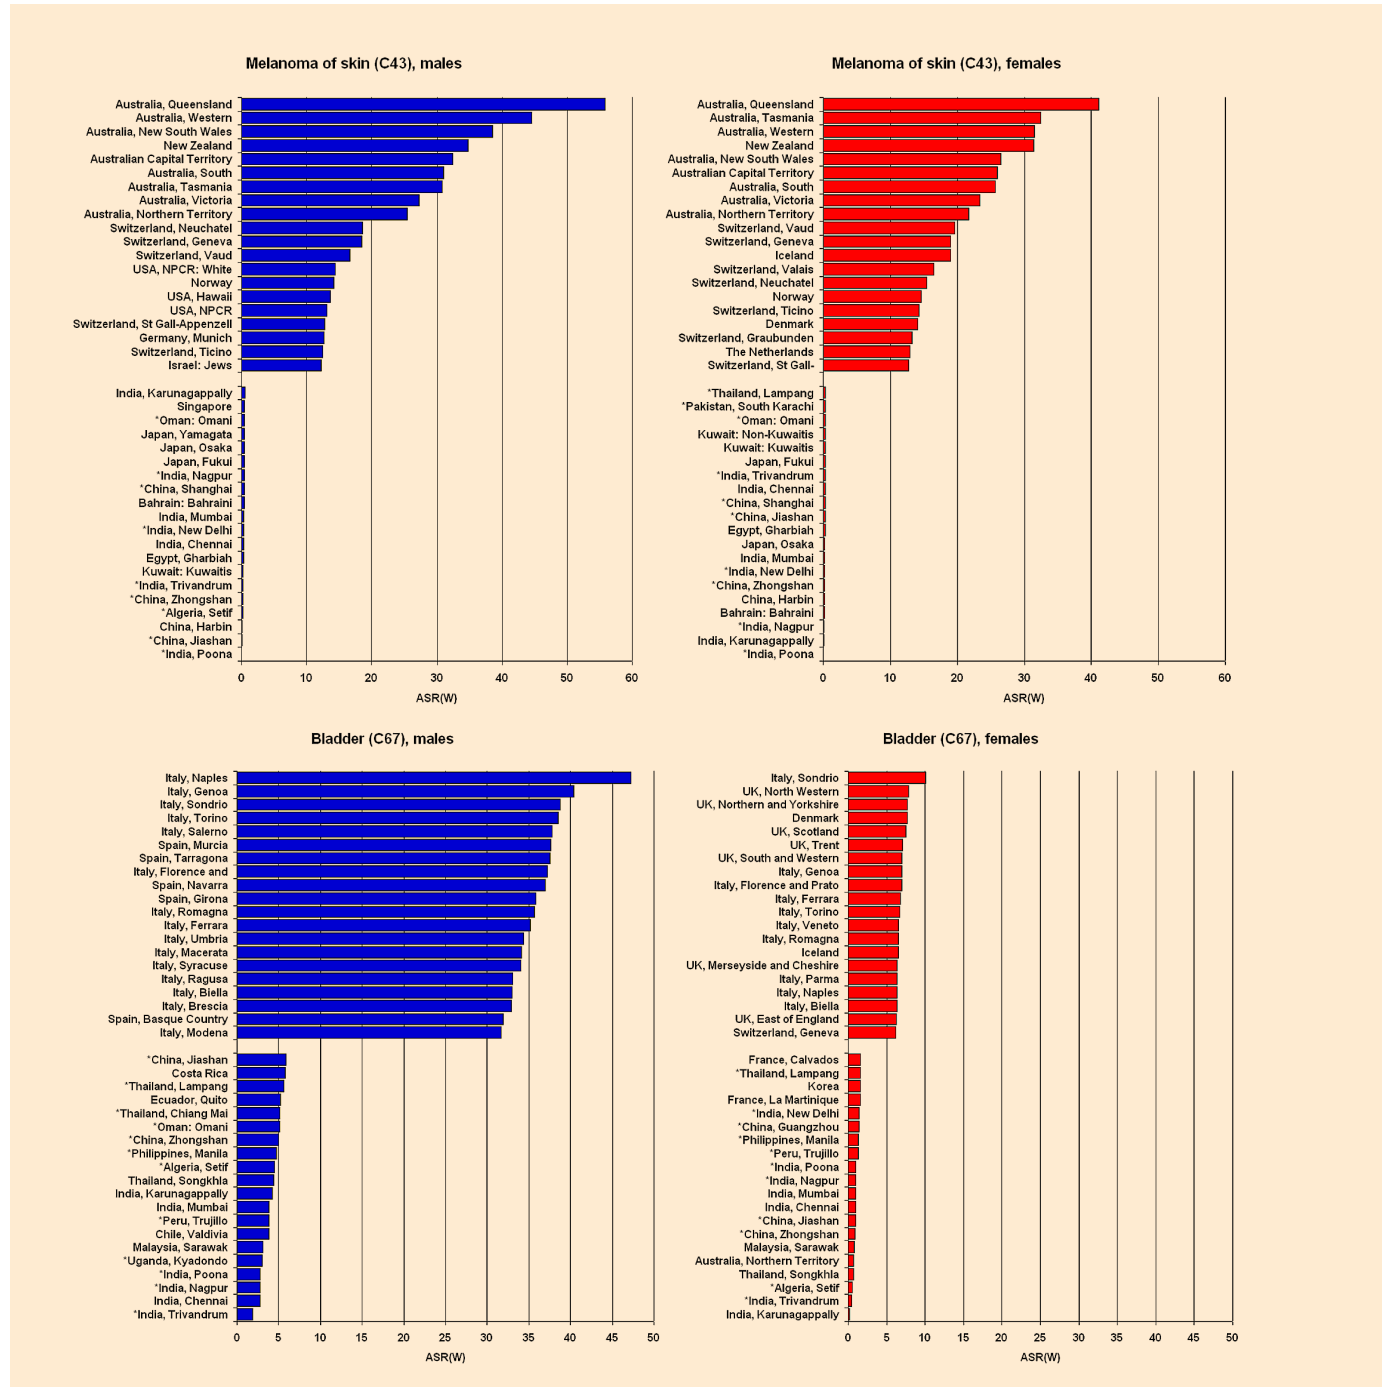 Melanoma of skin (C43), males
Australia, Queensland
Australia, Western
Australia, New South Wales
New Zealand
Australian Capital Territory
Australia, South
Australia, Tasmania
Australia, Victoria
Australia, Northern Territory
Switzerland, Neuchatel
Switzerland, Geneva
Switzerland, Vaud
USA, NPCR: White
Norway
USA, Hawaii
USA, NPCR
Switzerland, St Gall-Appenzell
Germany, Munich
Switzerland, Ticino
Israel: Jews
India, Karunagappally
Singapore
*Oman: Omani
Japan, Yamagata
Japan, Osaka
Japan, Fukui
*India, Nagpur
*China, Shanghai
Bahrain: Bahraini
India, Mumbai
*India, New Delhi
India, Chennai
Egypt, Gharbiah
Kuwait: Kuwaitis
*India, Trivandrum
*China, Zhongshan
*Algeria, Setif
China, Harbin
*China, Jiashan
*India, Poona
0 10 20 30 40 50 60
ASR(W)
Melanoma of skin (C43), females
Australia, Queensland
Australia, Tasmania
Australia, Western
New Zealand
Australia, New South Wales
Australian Capital Territory
Australia, South
Australia, Victoria
Australia, Northern Territory
Switzerland, Vaud
Switzerland, Geneva
Iceland
Switzerland, Valais
Switzerland, Neuchatel
Norway
Switzerland, Ticino
Denmark
Switzerland, Graubunden
The Netherlands
Switzerland, St Gall-
*Thailand, Lampang
*Pakistan, South Karachi
*Oman: Omani
Kuwait: Non-Kuwaitis
Kuwait: Kuwaitis
Japan, Fukui
*India, Trivandrum
India, Chennai
*China, Shanghai
*China, Jiashan
Egypt, Gharbiah
Japan, Osaka
India, Mumbai
*India, New Delhi
*China, Zhongshan
China, Harbin
Bahrain: Bahraini
*India, Nagpur
India, Karunagappally
*India, Poona
0 10 20 30 40 50 60
ASR(W)
Bladder (C67), males
Italy, Naples
Italy, Genoa
Italy, Sondrio
Italy, Torino
Italy, Salerno
Spain, Murcia
Spain, Tarragona
Italy, Florence and
Spain, Navarra
Spain, Girona
Italy, Romagna
Italy, Ferrara
Italy, Umbria
Italy, Macerata
Italy, Syracuse
Italy, Ragusa
Italy, Biella
Italy, Brescia
Spain, Basque Country
Italy, Modena
*China, Jiashan
Costa Rica
*Thailand, Lampang
Ecuador, Quito
*Thailand, Chiang Mai
*Oman: Omani
*China, Zhongshan
*Philippines, Manila
*Algeria, Setif
Thailand, Songkhla
India, Karunagappally
India, Mumbai
*Peru, Trujillo
Chile, Valdivia
Malaysia, Sarawak
*Uganda, Kyadondo
*India, Poona
*India, Nagpur
India, Chennai
*India, Trivandrum
0 5 10 15 20 25 30 35 40 45 50
ASR(W)
Bladder (C67), females
Italy, Sondrio
UK, North Western
UK, Northern and Yorkshire
Denmark
UK, Scotland
UK, Trent
UK, South and Western
Italy, Genoa
Italy, Florence and Prato
Italy, Ferrara
Italy, Torino
Italy, Veneto
Italy, Romagna
Iceland
UK, Merseyside and Cheshire
Italy, Parma
Italy, Naples
Italy, Biella
UK, East of England
Switzerland, Geneva
France, Calvados
*Thailand, Lampang
Korea
France, La Martinique
*India, New Delhi
*China, Guangzhou
*Philippines, Manila
*Peru, Trujillo
*India, Poona
*India, Nagpur
India, Mumbai
India, Chennai
*China, Jiashan
*China, Zhongshan
Malaysia, Sarawak
Australia, Northern Territory
Thailand, Songkhla
*Algeria, Setif
*India, Trivandrum
India, Karunagappally
0 5 10 15 20 25 30 35 40 45 50
ASR(W)